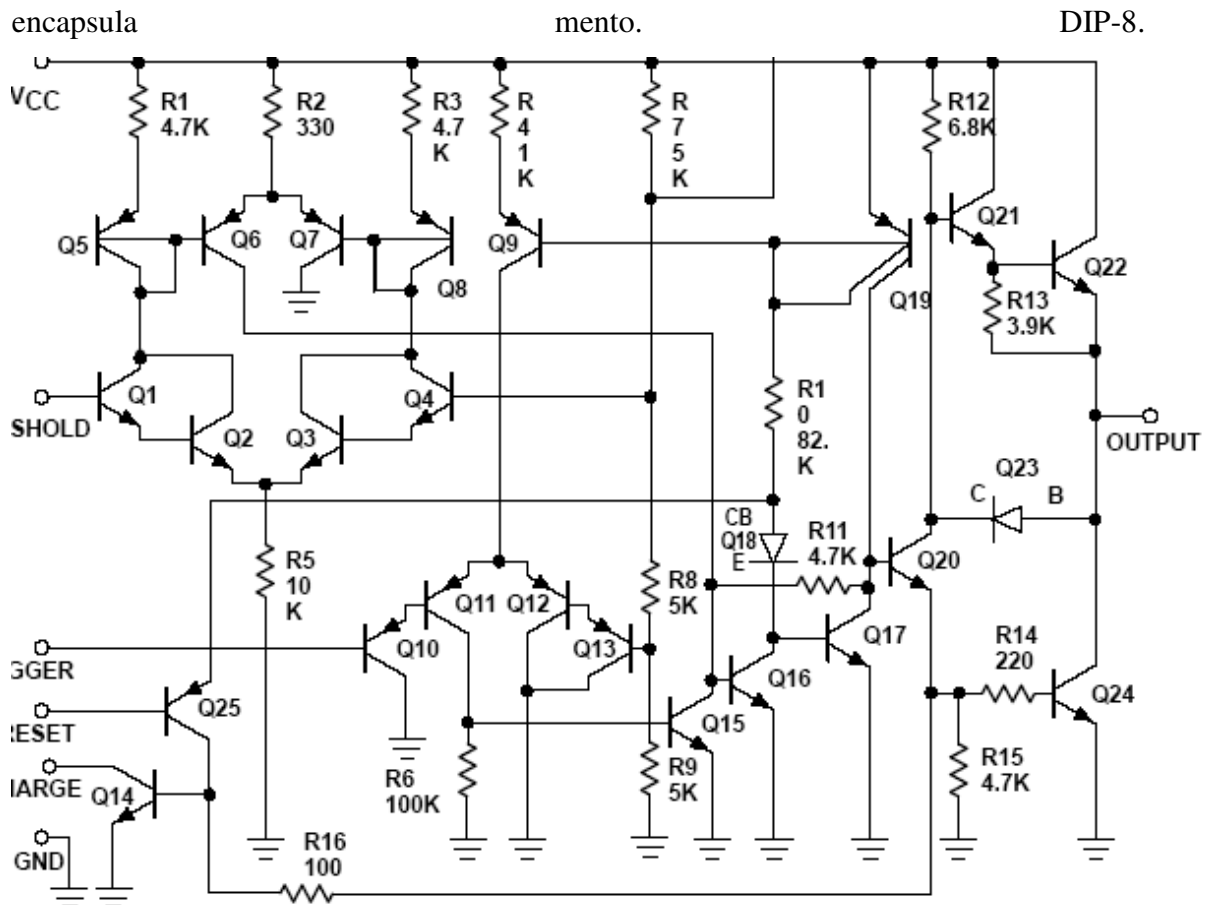 encapsula mento. DIP-8.
VCC
R1
4.7K
R2
330
R3
4.7
K
R
4
1
K
R
7
5
K
R12
6.8K
Q5
Q6
Q7
Q8
Q9
Q19
Q21
Q22
R13
3.9K
SHOLD
Q1
Q2
Q3
Q4
R1
0
82.
K
OUTPUT
Q23
C
B
CB
Q18
E
R11
4.7K
Q20
R5
10
K
Q11
Q12
R8
5K
GGER
Q10
Q13
Q17
R14
220
Q25
Q15
Q16
Q24
RESET
R6
100K
R9
5K
R15
4.7K
HARGE
Q14
GND
R16
100